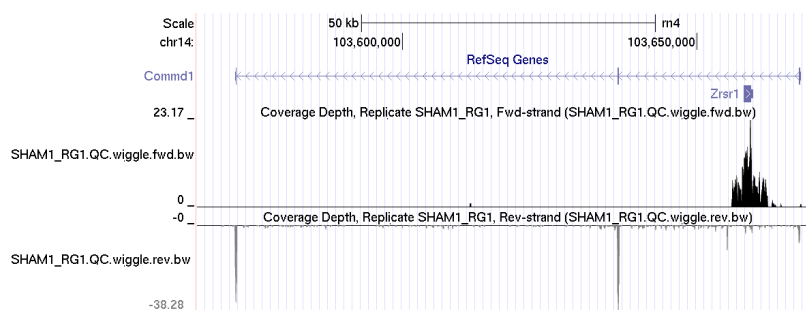 Scale 50 kb rn4
chr14: 103,600,000 103,650,000
RefSeq Genes
Commd1
Zrsr1
23.17 _ Coverage Depth, Replicate SHAM1_RG1, Fwd-strand (SHAM1_RG1.QC.wiggle.fwd.bw)
SHAM1_RG1.QC.wiggle.fwd.bw
0 _
-0 _ Coverage Depth, Replicate SHAM1_RG1, Rev-strand (SHAM1_RG1.QC.wiggle.rev.bw)
SHAM1_RG1.QC.wiggle.rev.bw
-38.28